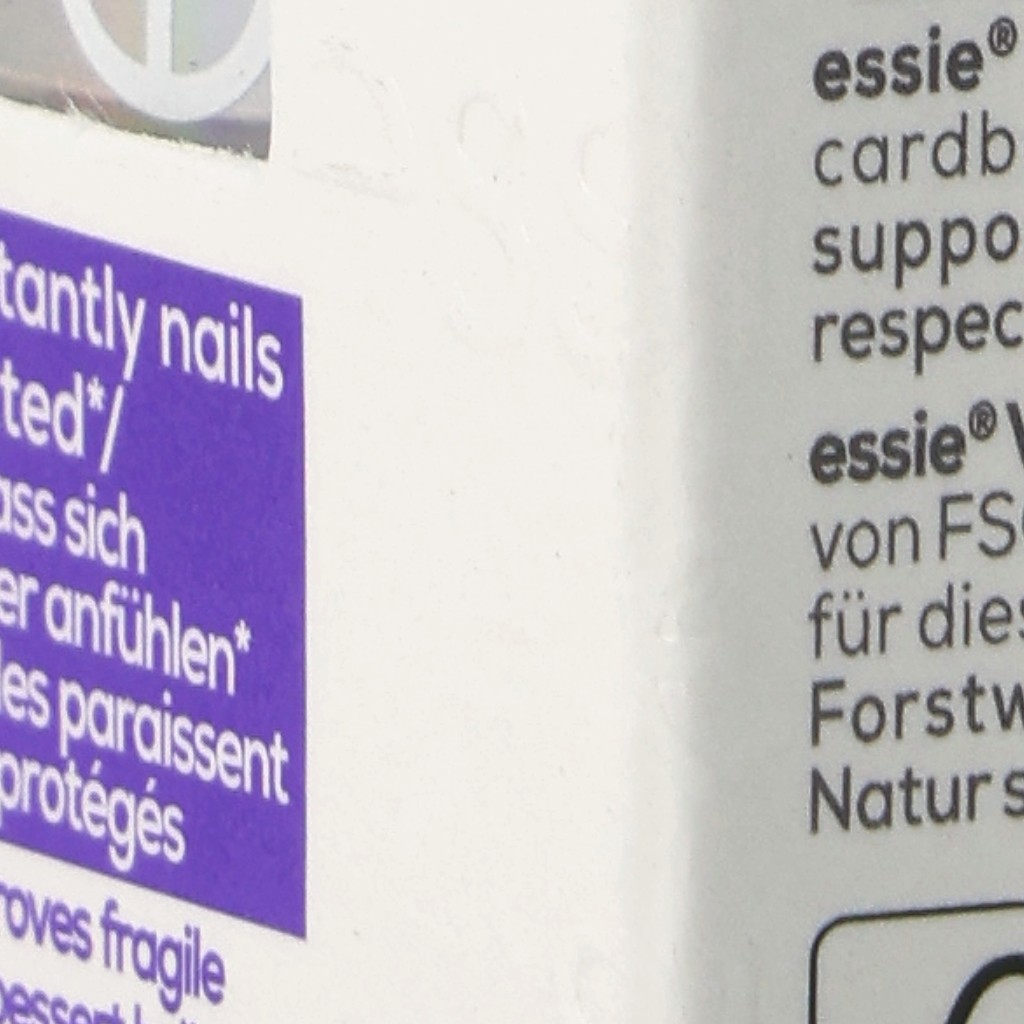 tantly nails
ted*/
ass sich
er anfühlen*
les paraissent
protégés
roves fragile
essie®
cardb
suppo
respec
essie® V
von FS
für dies
Forstw
Natur s